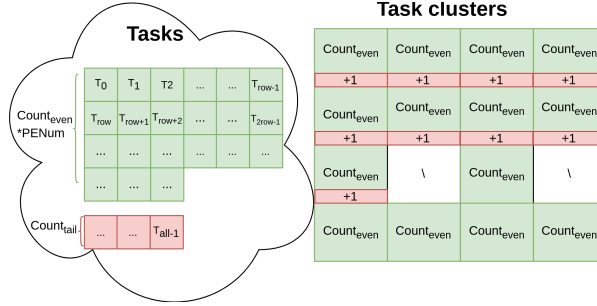 Task clusters
Tasks
T0 T1 T2 ... ... Trow-1
Trow Trow+1 Trow+2 ... ... T2row-1
... ... ... ... ... ...
... ... ...
Counteven
*PENum
Counttail
... ... Tall-1
Counteven Counteven Counteven Counteven
+1 +1 +1 +1
Counteven Counteven Counteven Counteven
+1 +1 +1 +1
Counteven \ Counteven \
+1
Counteven Counteven Counteven Counteven